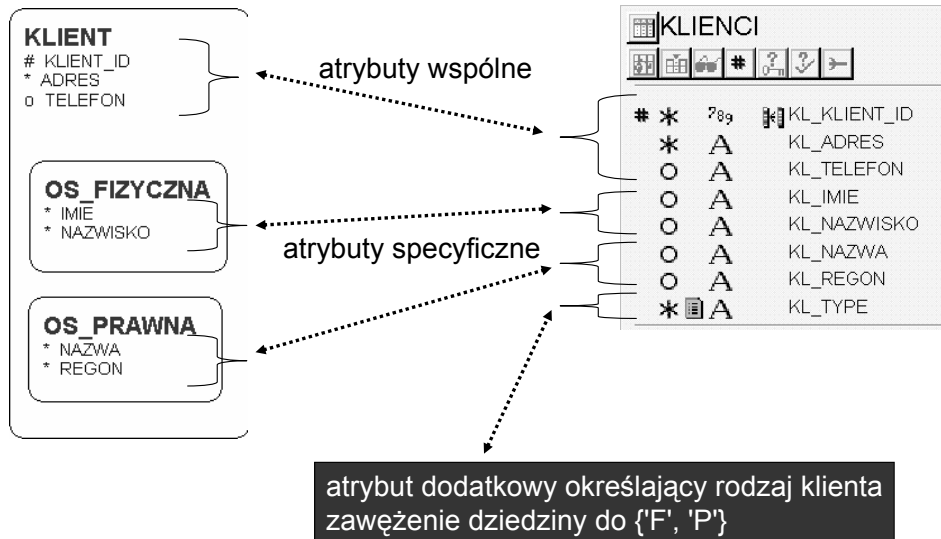 KLIENT
# KLIENT_ID
* ADRES
o TELEFON
OS_FIZYCZNA
* IMIE
* NAZWISKO
OS_PRAWNA
* NAZWA
* REGON
atrybuty wspólne
atrybuty specyficzne
KLIENCI
#
# * 789 KL_KLIENT_ID
* A KL_ADRES
O A KL_TELEFON
O A KL_IMIE
O A KL_NAZWISKO
O A KL_NAZWA
O A KL_REGON
* A KL_TYPE
atrybut dodatkowy określający rodzaj klienta
zawężenie dziedziny do {'F', 'P'}